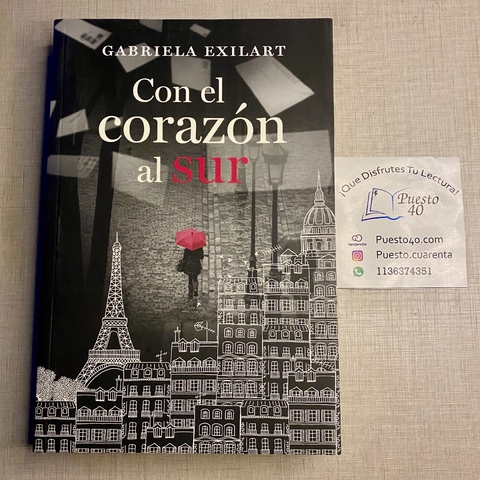 GABRIELA EXILART
Con el
corazón
al sur
¡Que Disfrutes Tu Lectura!
Puesto
40
Puesto40.com
Puesto.cuarenta
1136374351